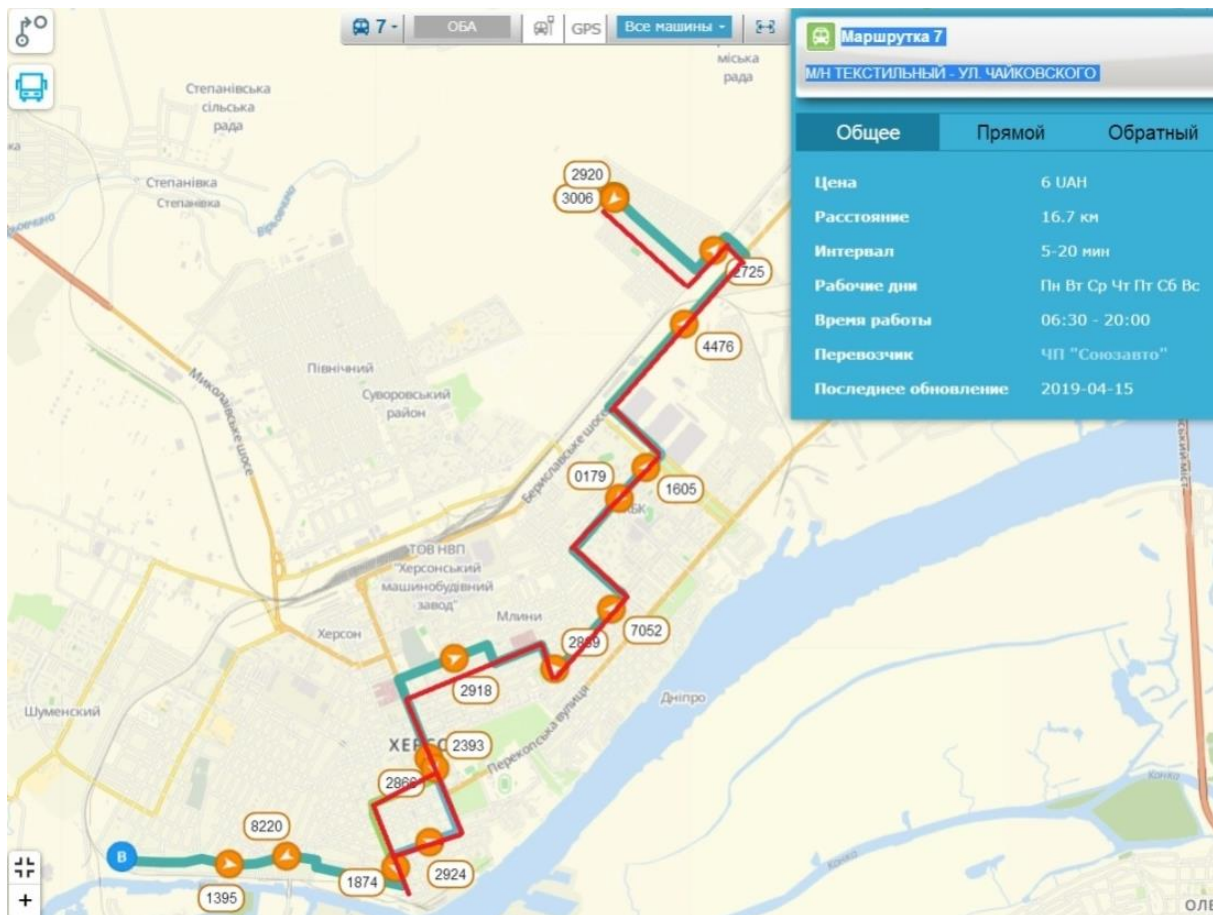 7
ОБА
GPS
Все машины
Маршрутка 7
М/Н ТЕКСТИЛЬНЫЙ - УЛ. ЧАЙКОВСКОГО
Общее
Прямой
Обратный
Цена 6 UAH
Расстояние 16.7 км
Интервал 5-20 мин
Рабочие дни Пн Вт Ср Чт Пт Сб Вс
Время работы 06:30 - 20:00
Перевозчик ЧП "Союзавто"
Последнее обновление 2019-04-15
міська
рада
Степанівська
сільська
рада
Степанівка
Степанівка
2920
3006
2725
4476
Північний
Суворовський
район
Миколаївське шосе
Бериславське шосе
0179
1605
ТОВ НВП
"Херсонський
машинобудівний
завод"
Млини
Херсон
7052
2918
Шуменский
Дніпро
Перекопська вулиця
2393
8220
B
1395
1874
2924
Конка
Конка
+